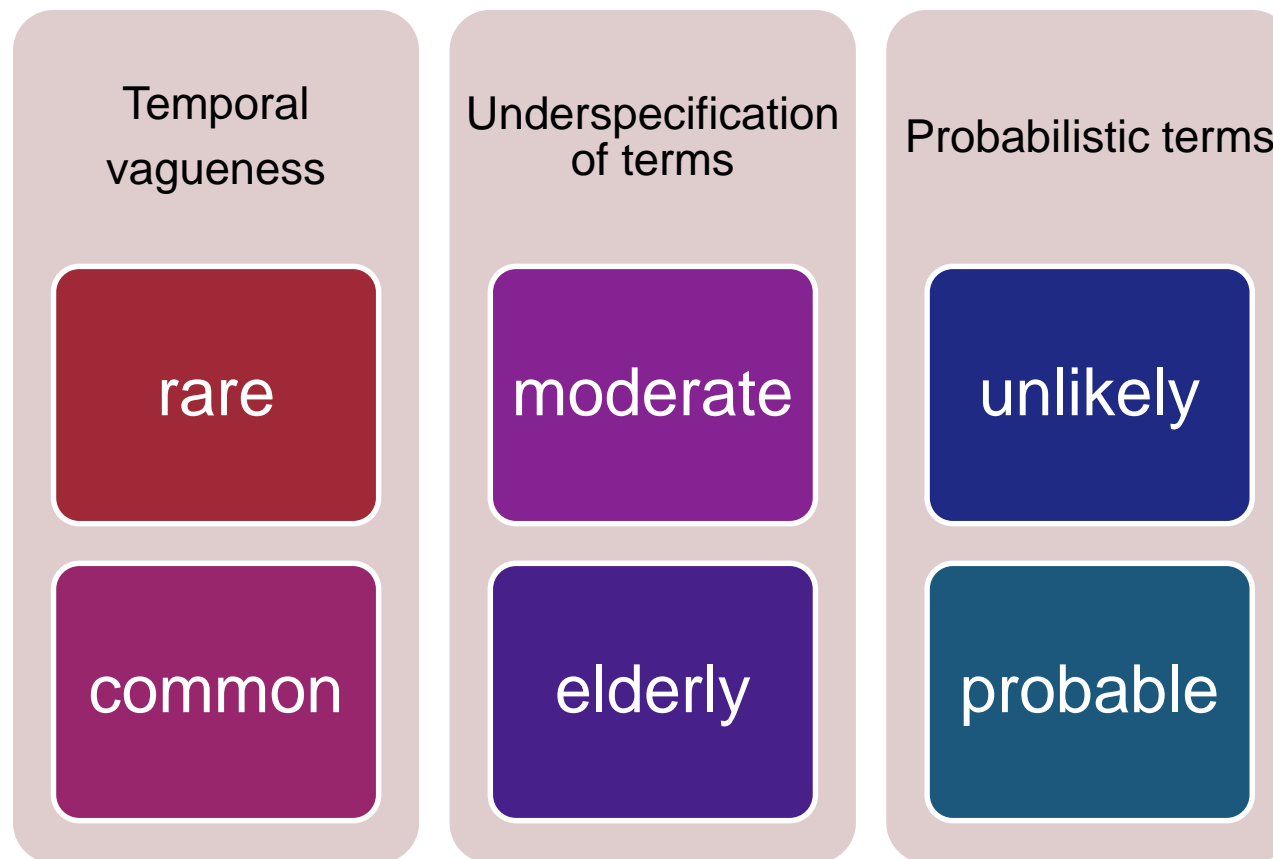 Temporal
vagueness
rare
common
Underspecification
of terms
moderate
elderly
Probabilistic terms
unlikely
probable